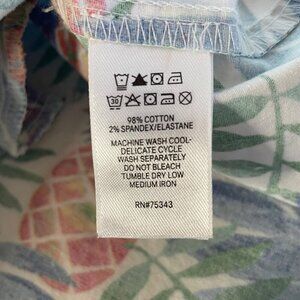 30
98% COTTON
2% SPANDEX/ELASTANE
MACHINE WASH COOL-
DELICATE CYCLE
WASH SEPARATELY
DO NOT BLEACH
TUMBLE DRY LOW
MEDIUM IRON
RN#75343